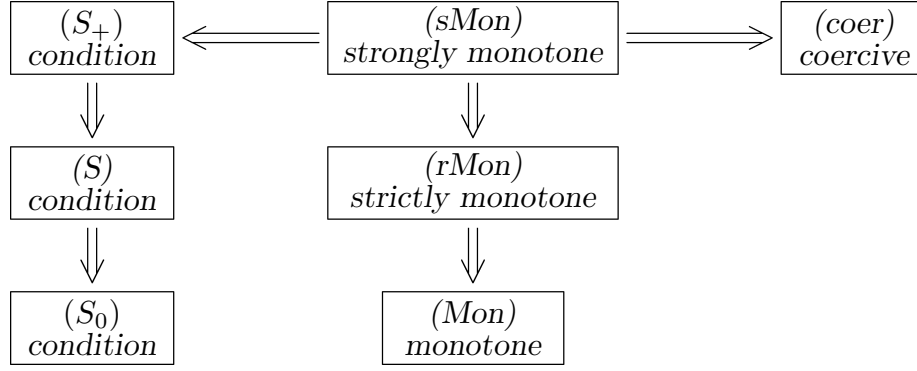 (S₊)
condition
(sMon)
strongly monotone
(coer)
coercive
(S)
condition
(rMon)
strictly monotone
(S₀)
condition
(Mon)
monotone